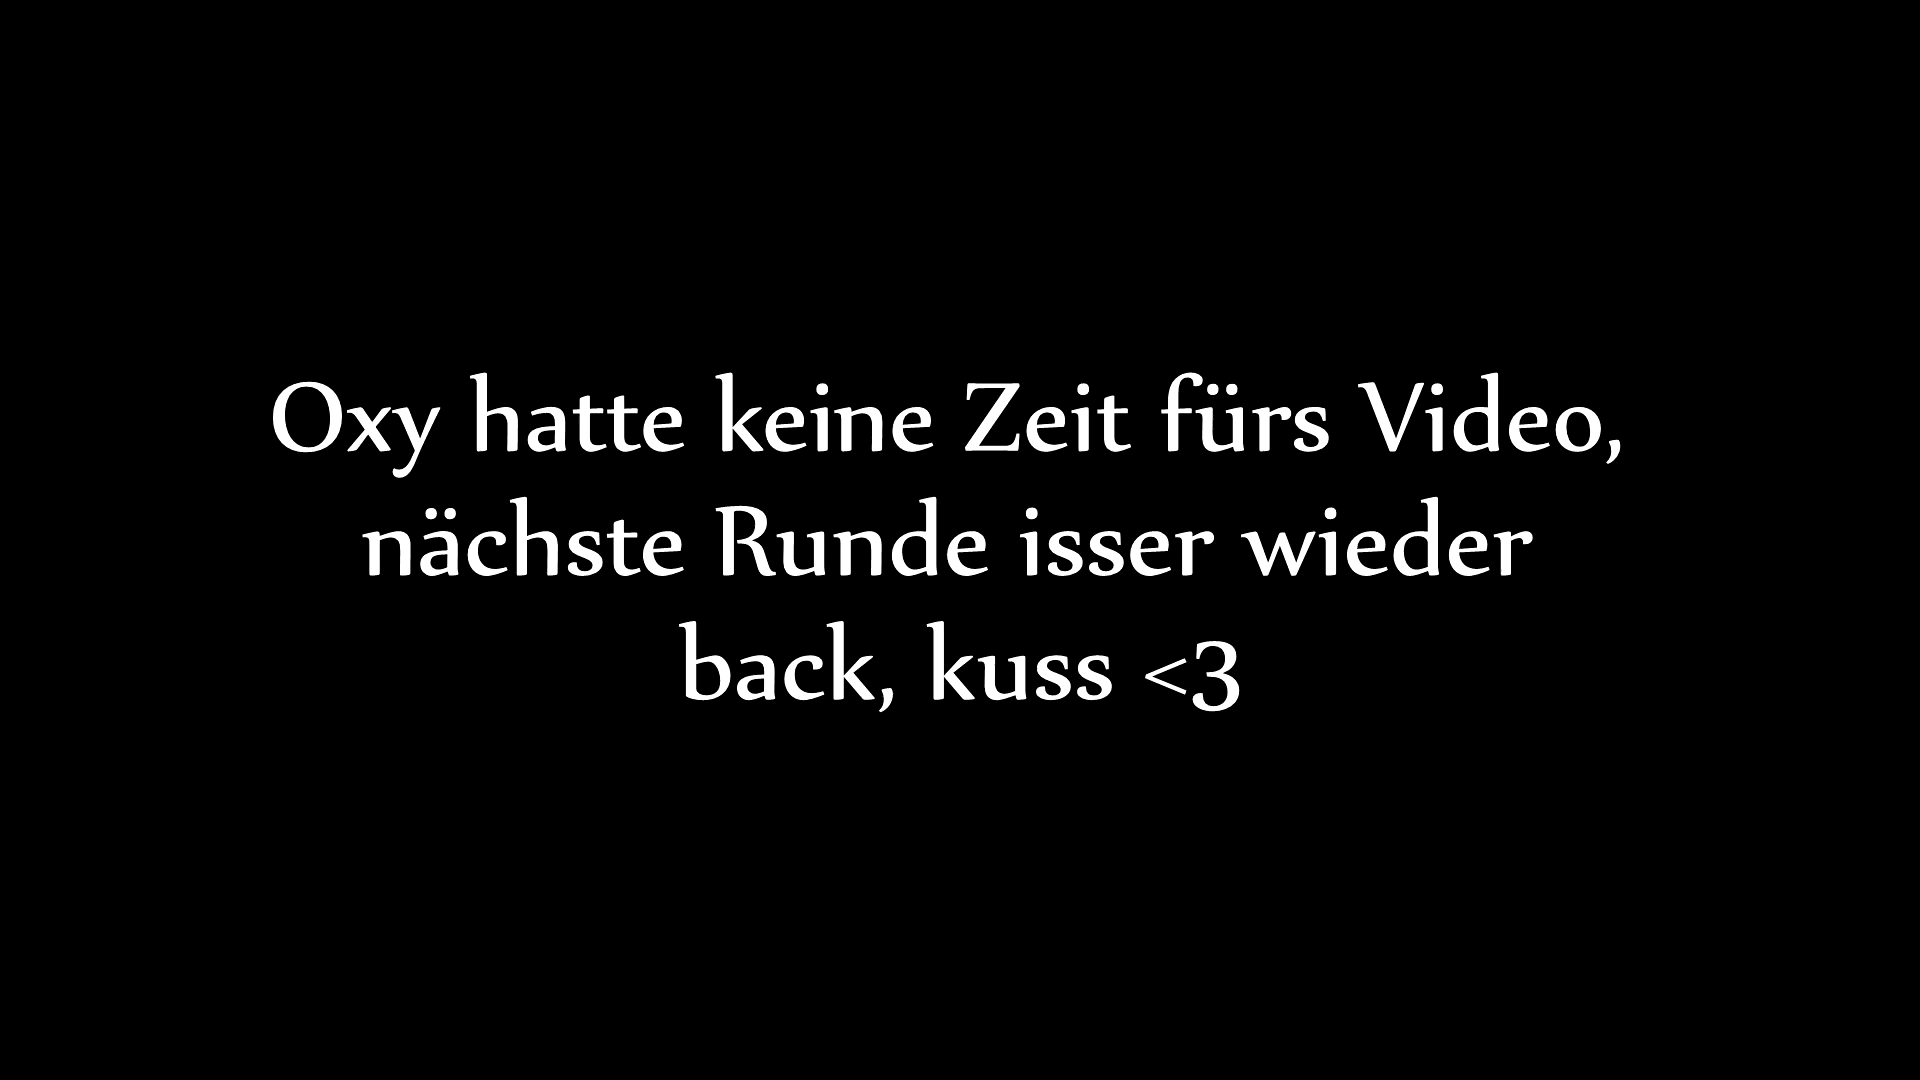 Oxy hatte keine Zeit fürs Video,
nächste Runde isser wieder
back, kuss <3